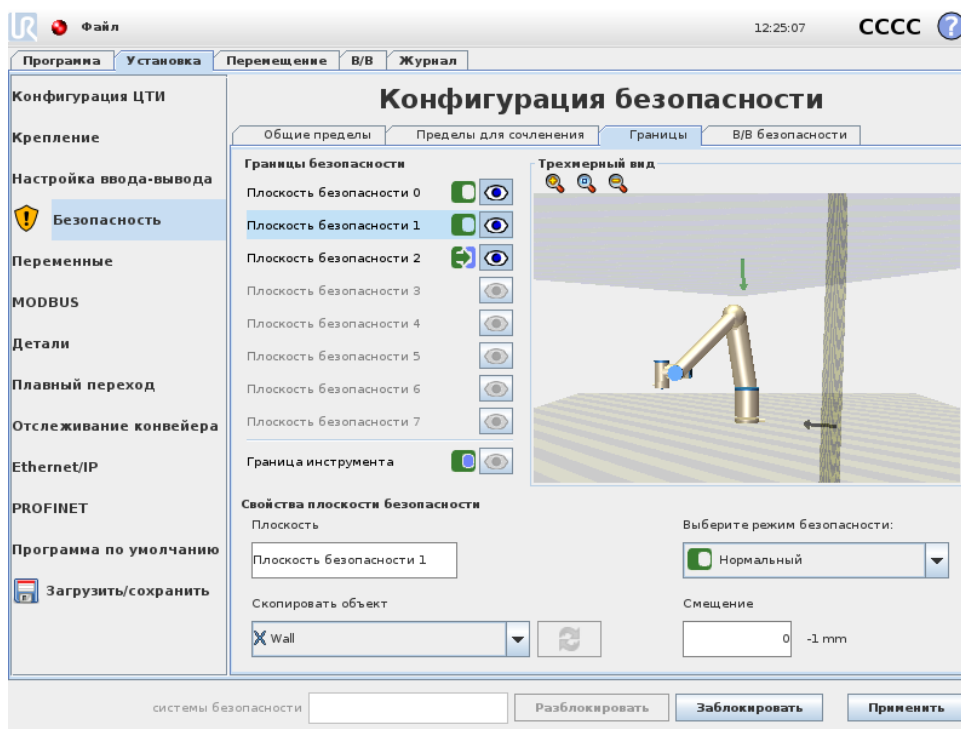 UR Файл 12:25:07 CCCC ?
Программа Установка Перемещение В/В Журнал
Конфигурация ЦТИ
Крепление
Настройка ввода-вывода
Безопасность
Переменные
MODBUS
Детали
Плавный переход
Отслеживание конвейера
Ethernet/IP
PROFINET
Программа по умолчанию
Загрузить/сохранить
Конфигурация безопасности
Общие пределы Пределы для сочленения Границы В/В безопасности
Границы безопасности
Плоскость безопасности 0
Плоскость безопасности 1
Плоскость безопасности 2
Плоскость безопасности 3
Плоскость безопасности 4
Плоскость безопасности 5
Плоскость безопасности 6
Плоскость безопасности 7
Граница инструмента
Трехмерный вид
Свойства плоскости безопасности
Плоскость
Плоскость безопасности 1
Скопировать объект
Wall
Выберите режим безопасности:
Нормальный
Смещение
0 -1 mm
системы безопасности Разблокировать Заблокировать Применить